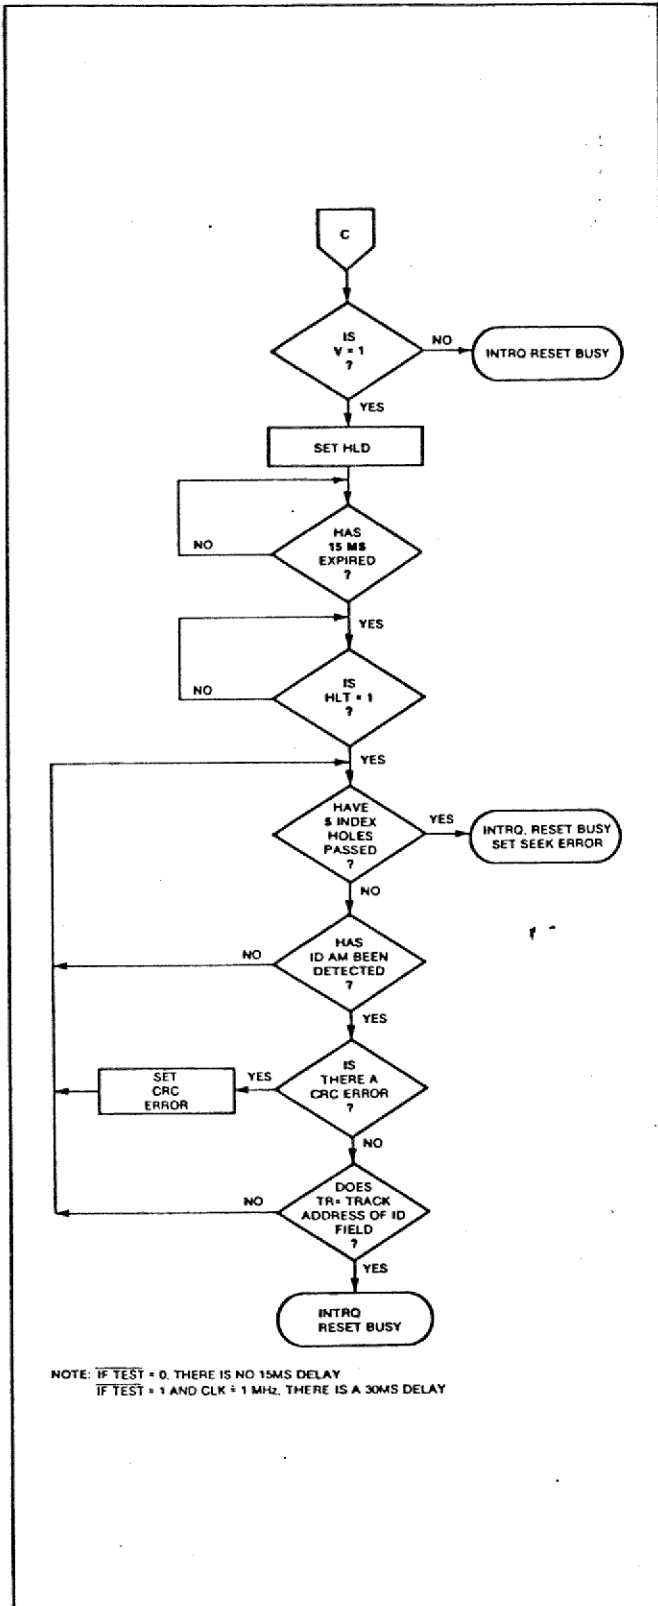 C
IS
V = 1
?
NO
INTRQ RESET BUSY
YES
SET HLD
HAS
15 MS
EXPIRED
?
NO
YES
IS
HLT = 1
?
NO
YES
HAVE
5 INDEX
HOLES
PASSED
?
YES
INTRQ, RESET BUSY
SET SEEK ERROR
NO
HAS
ID AM BEEN
DETECTED
?
NO
YES
IS
THERE A
CRC ERROR
?
YES
SET
CRC
ERROR
NO
DOES
TR= TRACK
ADDRESS OF ID
FIELD
?
NO
YES
INTRQ
RESET BUSY
NOTE: IF TEST = 0, THERE IS NO 15MS DELAY
IF TEST = 1 AND CLK = 1 MHz, THERE IS A 30MS DELAY